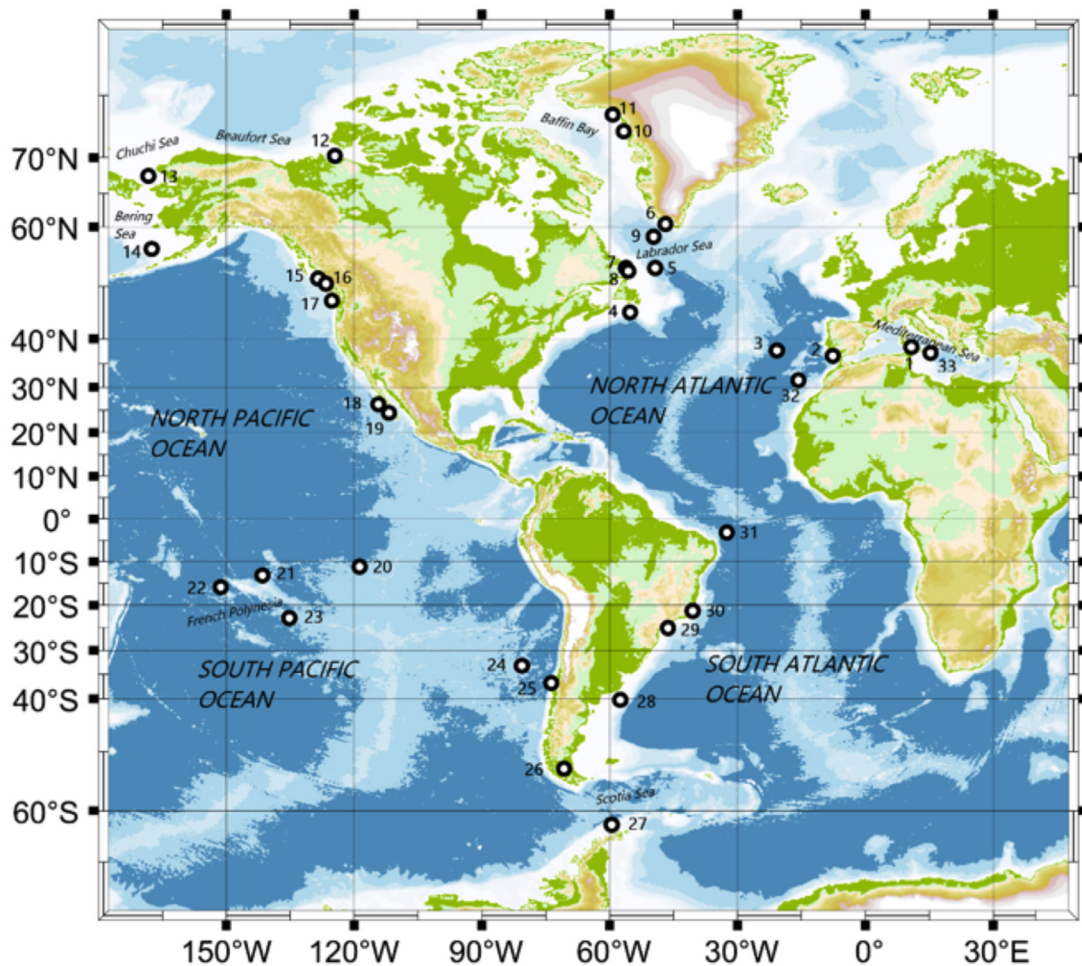 11
Baffin Bay
10
Chuchi Sea
Beaufort Sea
12
70°N
13
Bering
Sea
6
60°N
14
9
Labrador Sea
7
5
8
15
16
17
4
40°N
3
2
Mediterranean Sea
1
33
30°N
NORTH ATLANTIC
OCEAN
32
18
19
NORTH PACIFIC
OCEAN
20°N
10°N
0°
31
10°S
20
21
22
20°S
French Polynesia
23
30
29
30°S
SOUTH PACIFIC
OCEAN
24
SOUTH ATLANTIC
OCEAN
25
40°S
28
26
Scotia Sea
60°S
27
150°W
120°W
90°W
60°W
30°W
0°
30°E